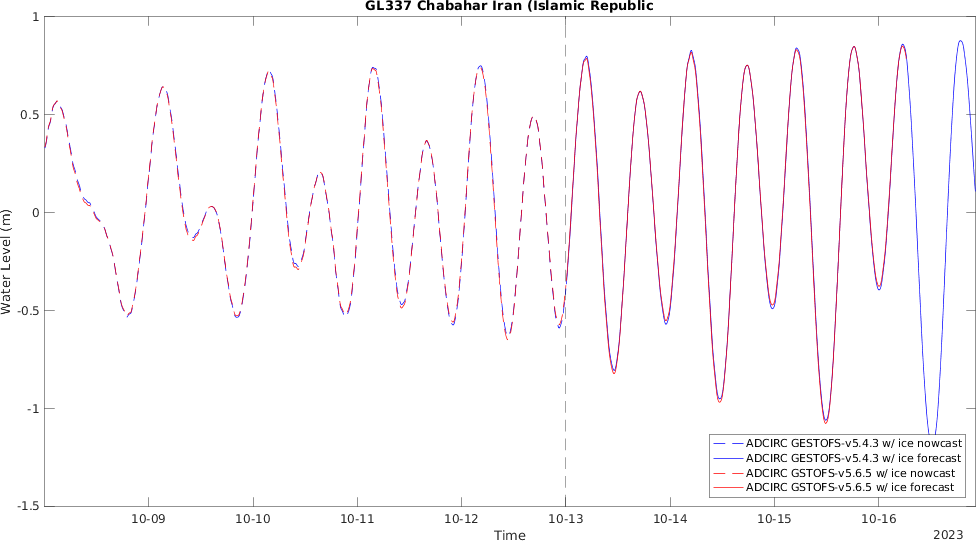 GL337 Chabahar Iran (Islamic Republic
1
0.5
0
-0.5
-1
-1.5
Water Level (m)
10-09 10-10 10-11 10-12 10-13 10-14 10-15 10-16
2023
Time
ADCIRC GESTOFS-v5.4.3 w/ ice nowcast
ADCIRC GESTOFS-v5.4.3 w/ ice forecast
ADCIRC GSTOFS-v5.6.5 w/ ice nowcast
ADCIRC GSTOFS-v5.6.5 w/ ice forecast